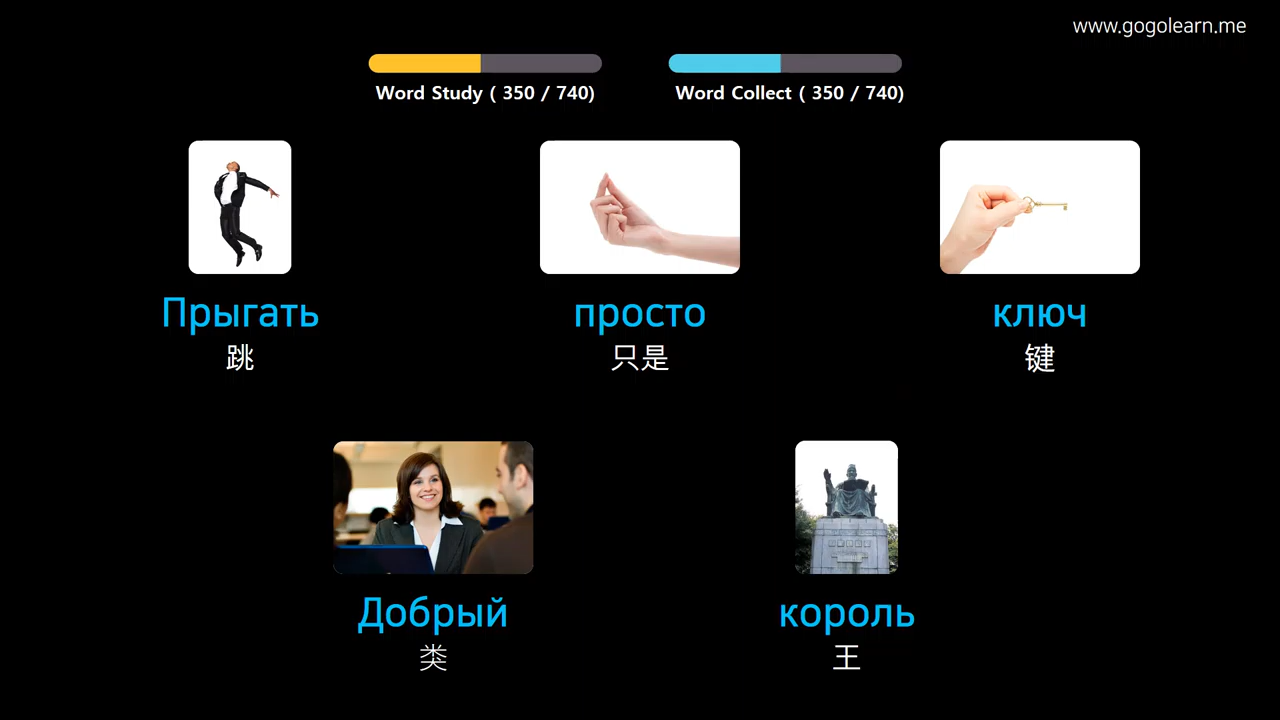 www.gogolearn.me
Word Study ( 350 / 740)
Word Collect ( 350 / 740)
Прыгать
跳
просто
只是
ключ
键
Добрый
类
король
王